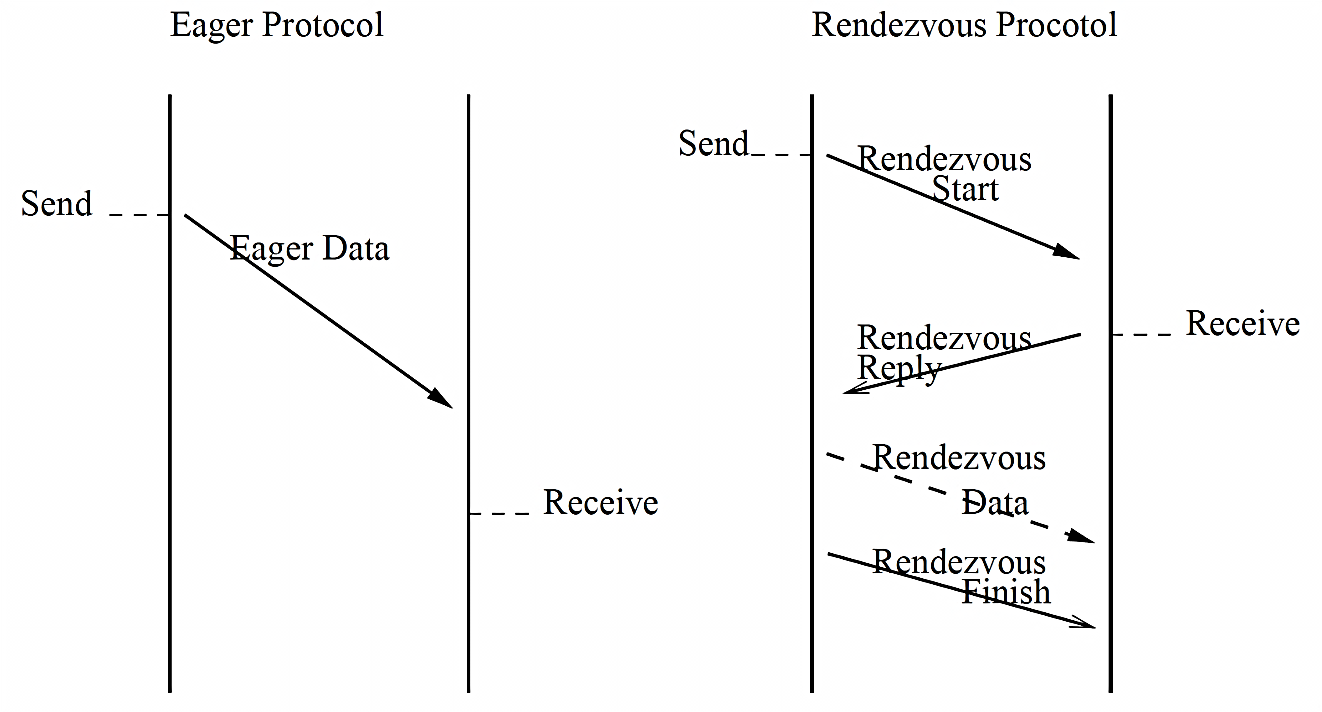 Eager Protocol
Send
Eager Data
Receive
Rendezvous Procotol
Send
Rendezvous
Start
Receive
Rendezvous
Reply
Rendezvous
Data
Rendezvous
Finish